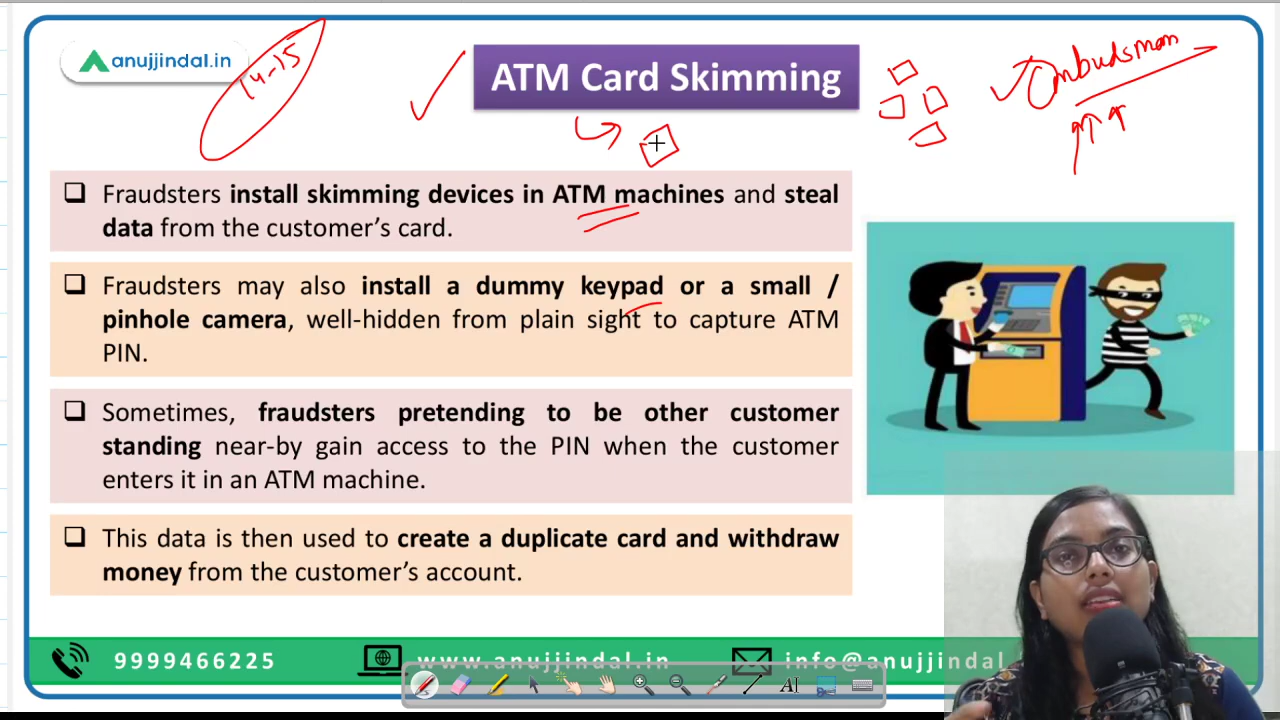 anujjindal.in
14-15
ATM Card Skimming
Ombudsman
❑ Fraudsters install skimming devices in ATM machines and steal
data from the customer’s card.
❑ Fraudsters may also install a dummy keypad or a small /
pinhole camera, well-hidden from plain sight to capture ATM
PIN.
❑ Sometimes, fraudsters pretending to be other customer
standing near-by gain access to the PIN when the customer
enters it in an ATM machine.
❑ This data is then used to create a duplicate card and withdraw
money from the customer’s account.
9999466225
www.anujjindal.in
info@anujjindal.in
AI